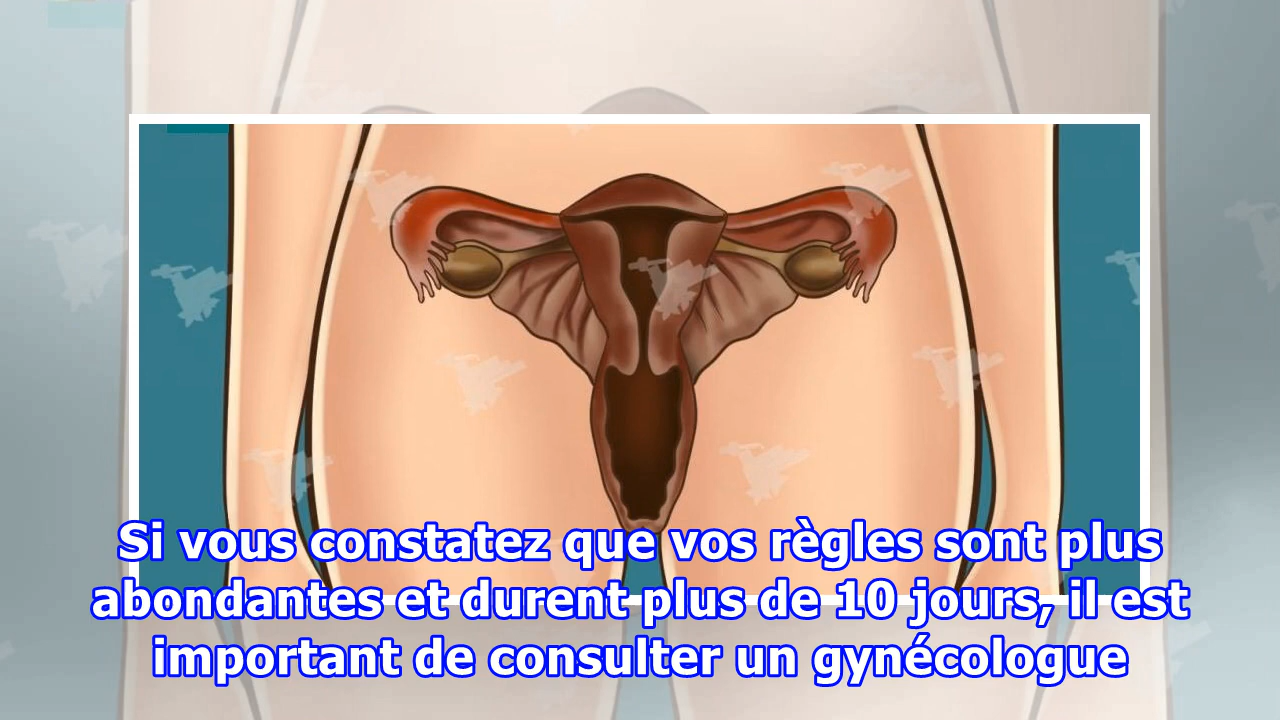 Si vous constatez que vos règles sont plus
abondantes et durent plus de 10 jours, il est
important de consulter un gynécologue